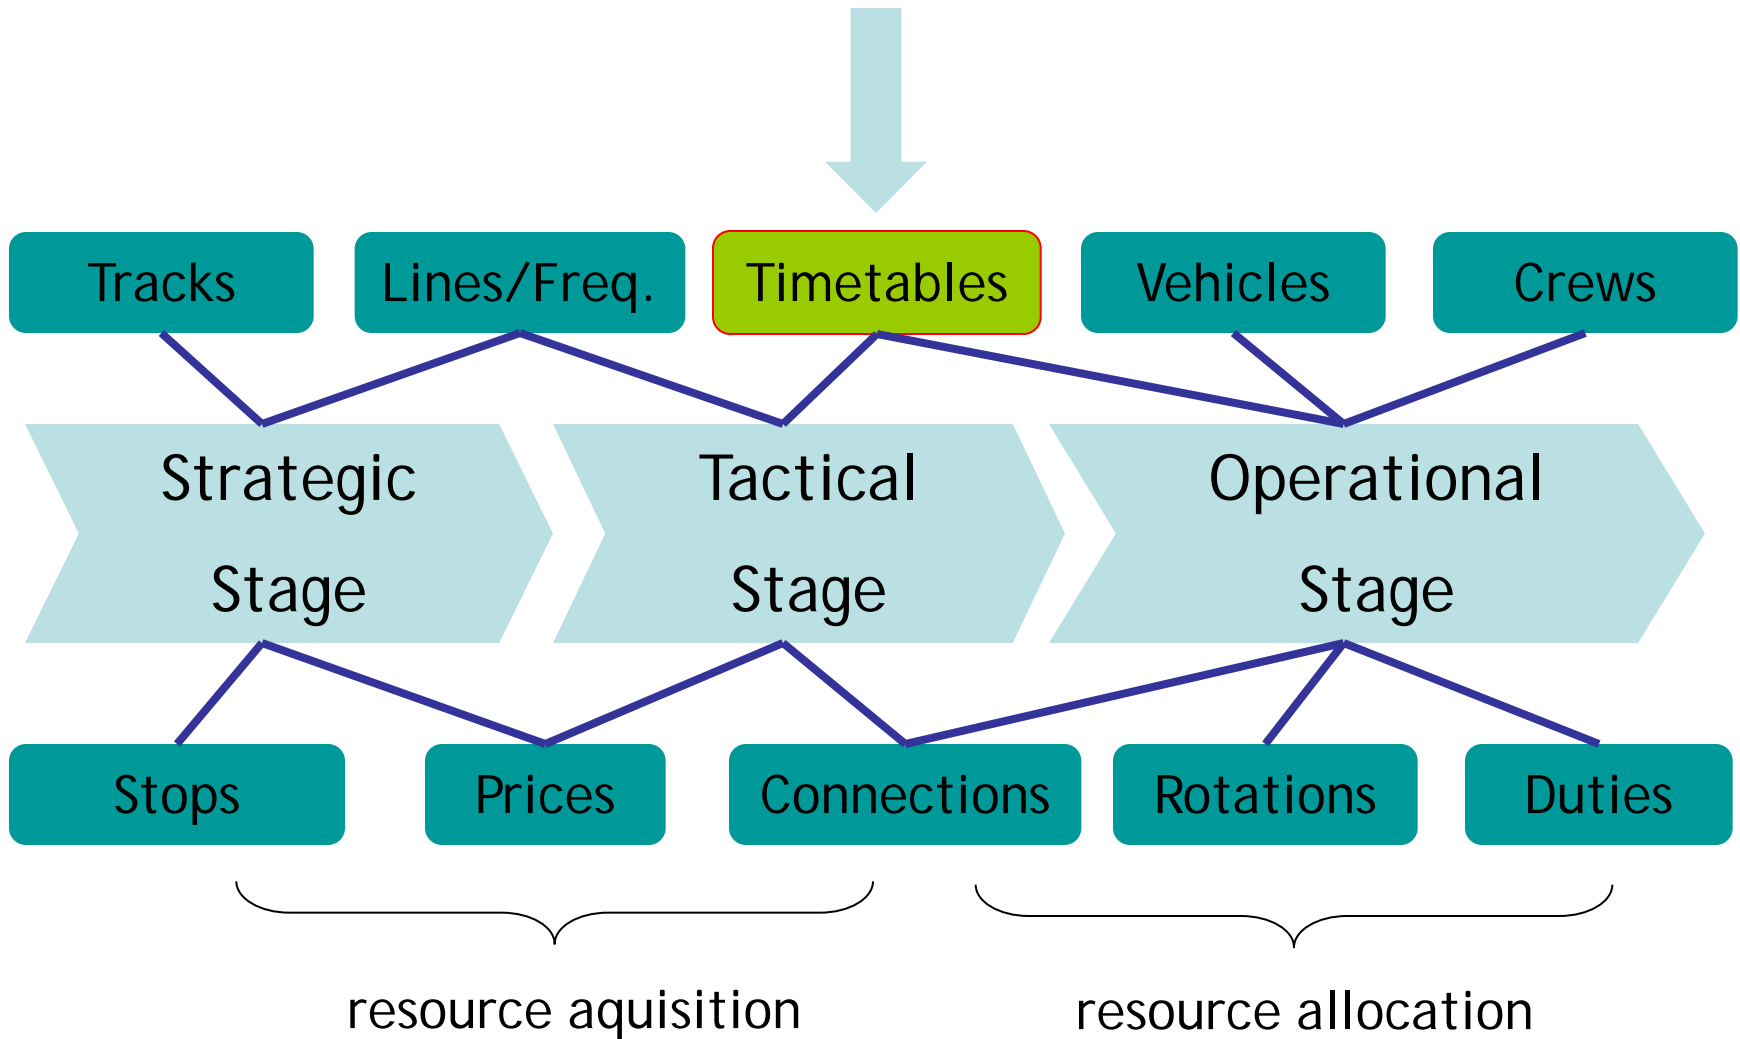 Tracks
Lines/Freq.
Timetables
Vehicles
Crews
Strategic
Stage
Tactical
Stage
Operational
Stage
Stops
Prices
Connections
Rotations
Duties
resource aquisition
resource allocation